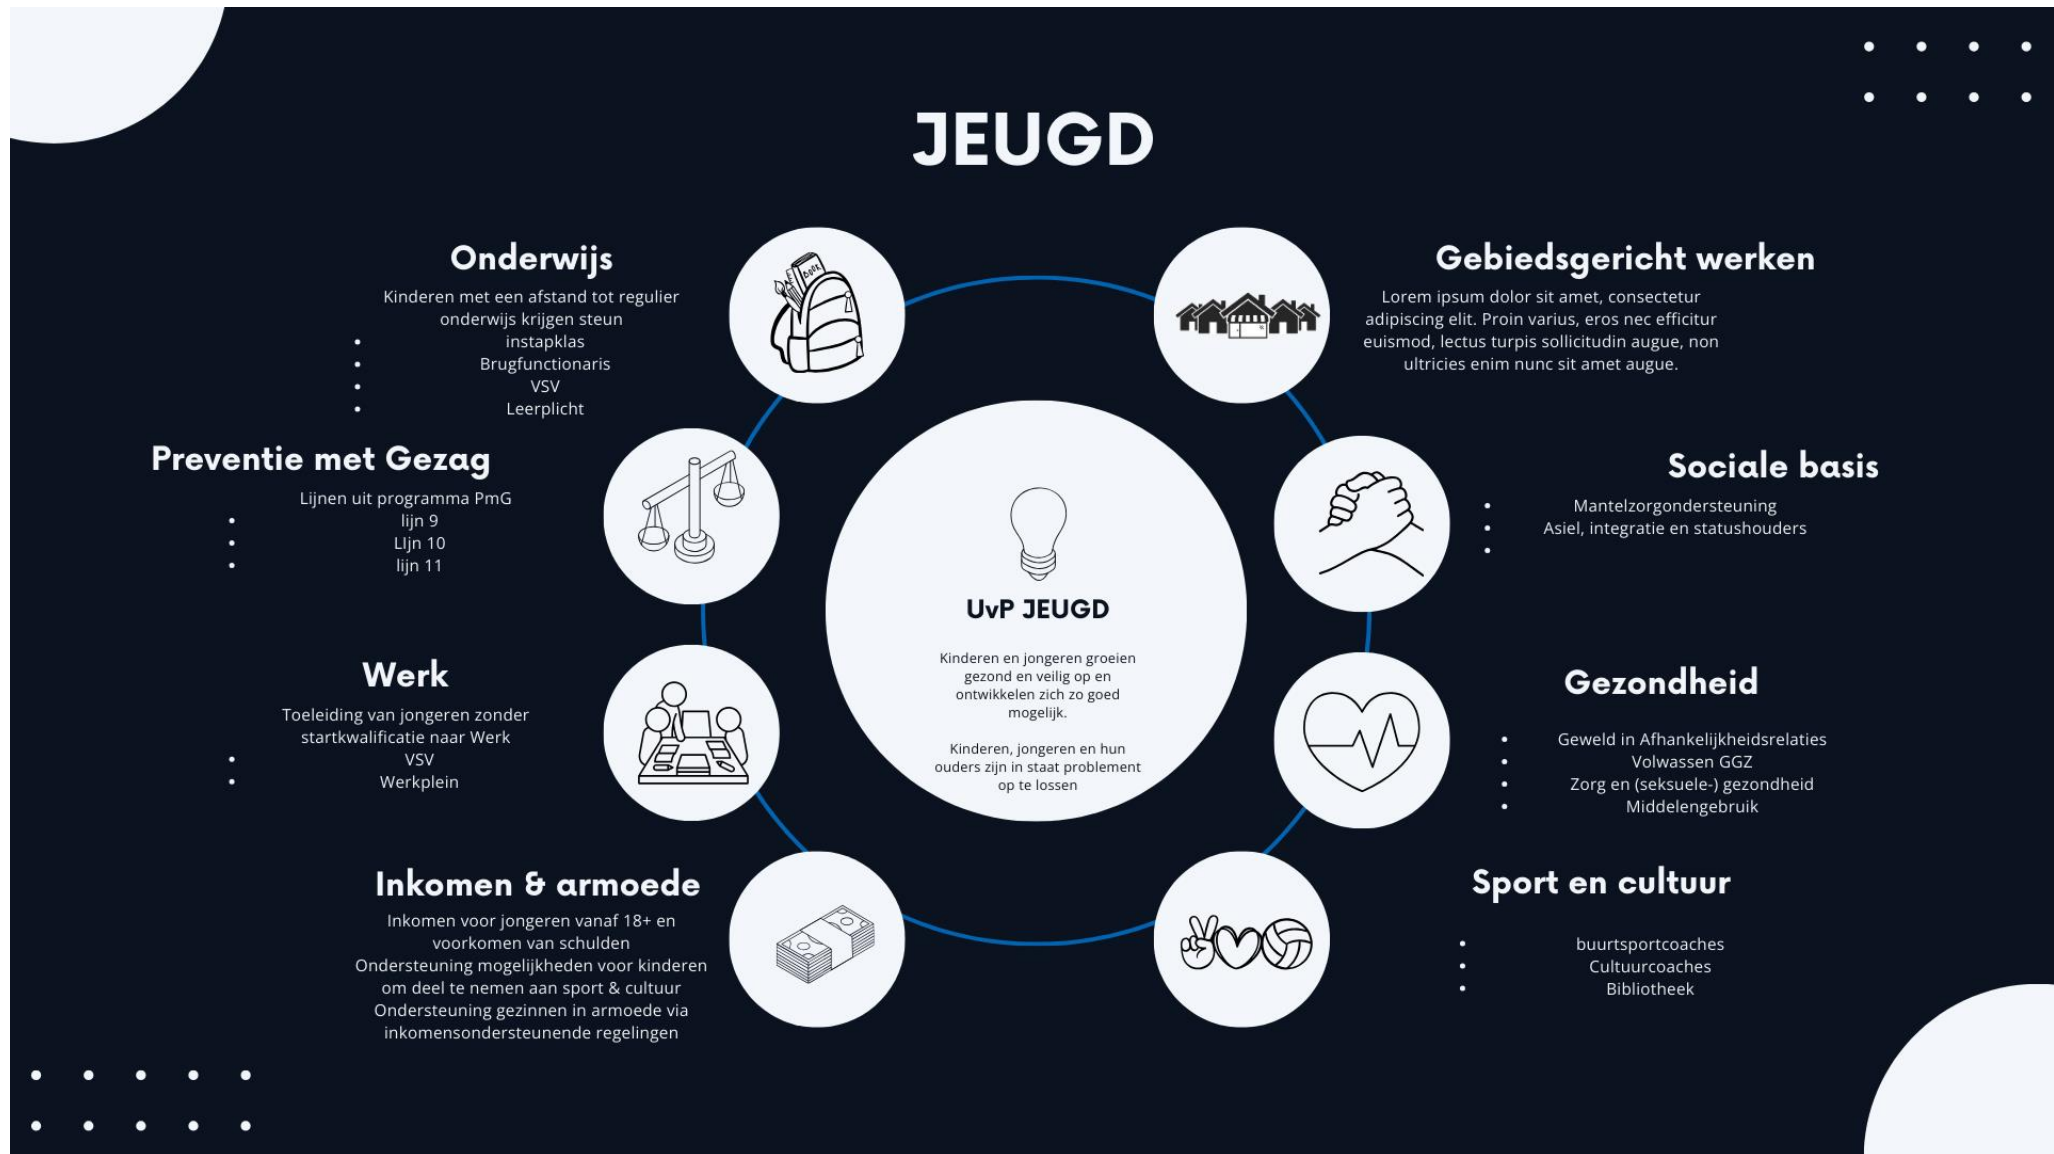 JEUGD
Onderwijs
Kinderen met een afstand tot regulier
onderwijs krijgen steun
• instapklas
• Brugfunctionaris
• VSV
• Leerplicht
Preventie met Gezag
Lijnen uit programma PmG
• lijn 9
• LIjn 10
• lijn 11
Werk
Toeleiding van jongeren zonder
startkwalificatie naar Werk
• VSV
• Werkplein
Inkomen & armoede
Inkomen voor jongeren vanaf 18+ en
voorkomen van schulden
Ondersteuning mogelijkheden voor kinderen
om deel te nemen aan sport & cultuur
Ondersteuning gezinnen in armoede via
inkomensondersteunende regelingen
BOOK
UvP JEUGD
Kinderen en jongeren groeien
gezond en veilig op en
ontwikkelen zich zo goed
mogelijk.
Kinderen, jongeren en hun
ouders zijn in staat problement
op te lossen
Gebiedsgericht werken
Lorem ipsum dolor sit amet, consectetur
adipiscing elit. Proin varius, eros nec efficitur
euismod, lectus turpis sollicitudin augue, non
ultricies enim nunc sit amet augue.
Sociale basis
• Mantelzorgondersteuning
• Asiel, integratie en statushouders
•
Gezondheid
• Geweld in Afhankelijkheidsrelaties
• Volwassen GGZ
• Zorg en (seksuele-) gezondheid
• Middelengebruik
Sport en cultuur
• buurtsportcoaches
• Cultuurcoaches
• Bibliotheek